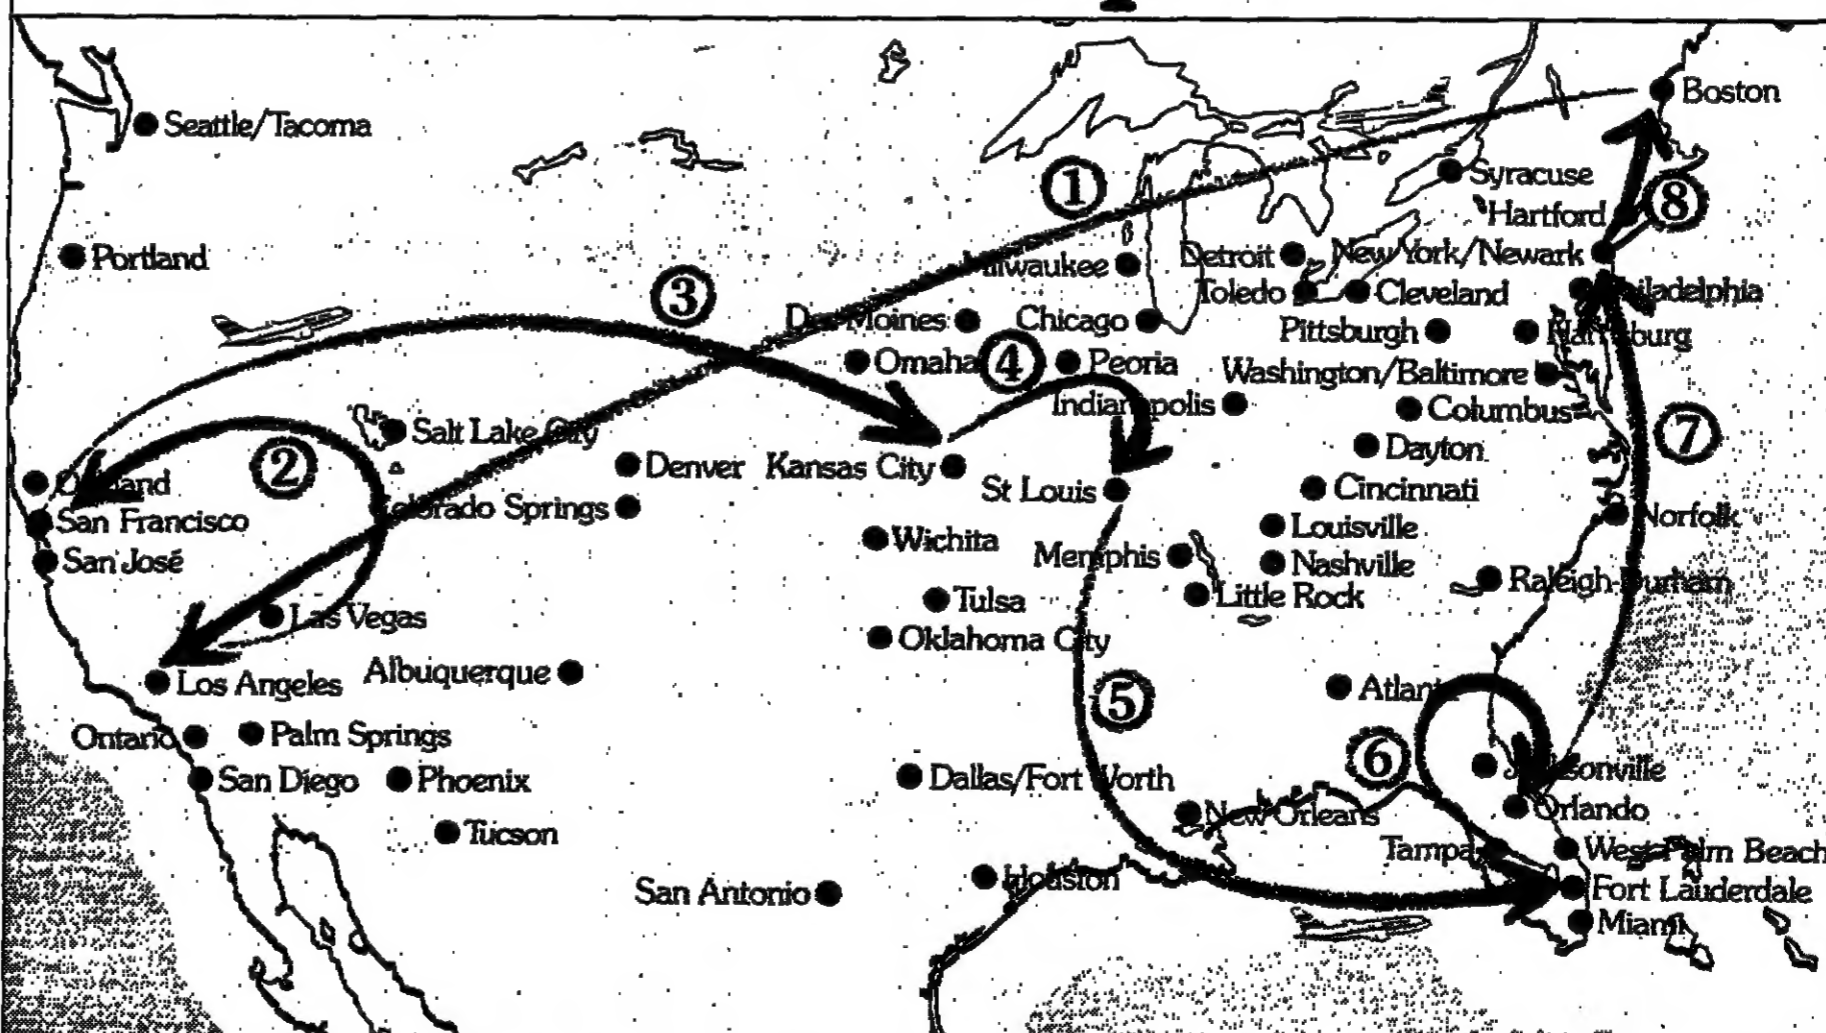 Boston
Seattle/Tacoma
Syracuse
1
8
Hartford
Portland
Detroit
New York/Newark
Milwaukee
Toledo
Cleveland
Philadelphia
3
Des Moines
Chicago
Pittsburgh
Harrisburg
Omaha
4
Peoria
Washington/Baltimore
Indianapolis
Columbus
Salt Lake City
7
Dayton
2
Denver
Kansas City
Oakland
St Louis
Cincinnati
Colorado Springs
Norfolk
San Francisco
Louisville
Wichita
Memphis
San José
Nashville
Raleigh-Durham
Little Rock
Tulsa
Las Vegas
Oklahoma City
Albuquerque
Los Angeles
Atlanta
5
Ontario
Palm Springs
6
Jacksonville
San Diego
Phoenix
Dallas/Fort Worth
Orlando
New Orleans
Tucson
Tampa
West Palm Beach
Houston
San Antonio
Fort Lauderdale
Miami